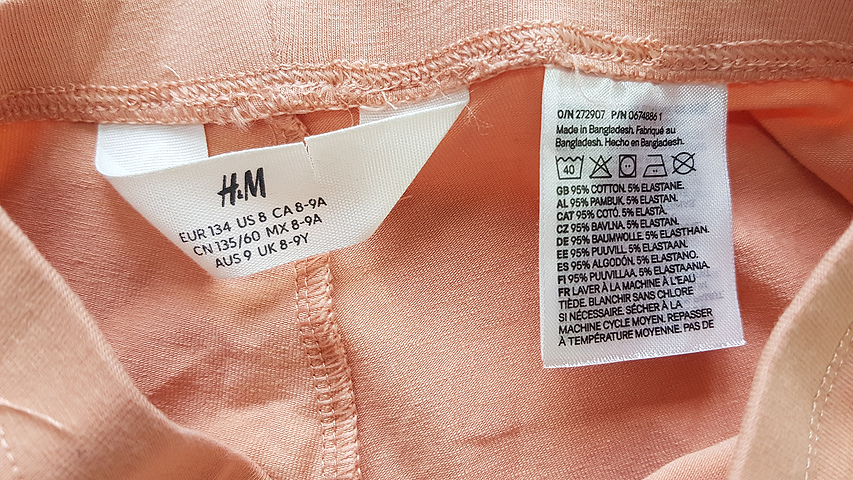 H&M
EUR 134 US 8 CA 8-9A
CN 135/60 MX 8-9A
AUS 9 UK 8-9Y
O/N 272907 P/N 0674886 1
Made in Bangladesh. Fabriqué au
Bangladesh. Hecho en Bangladesh.
40
GB 95% COTTON. 5% ELASTANE.
AL 95% PAMBUK. 5% ELASTAN.
CAT 95% COTÓ. 5% ELASTÀ.
CZ 95% BAVLNA. 5% ELASTAN.
DE 95% BAUMWOLLE. 5% ELASTHAN.
EE 95% PUUVILL. 5% ELASTAAN.
ES 95% ALGODÓN. 5% ELASTANO.
FI 95% PUUVILLAA. 5% ELASTAANIA.
FR LAVER À LA MACHINE À L'EAU
TIÈDE. BLANCHIR SANS CHLORE
SI NÉCESSAIRE. SÉCHER À LA
MACHINE CYCLE MOYEN. REPASSER
À TEMPÉRATURE MOYENNE. PAS DE